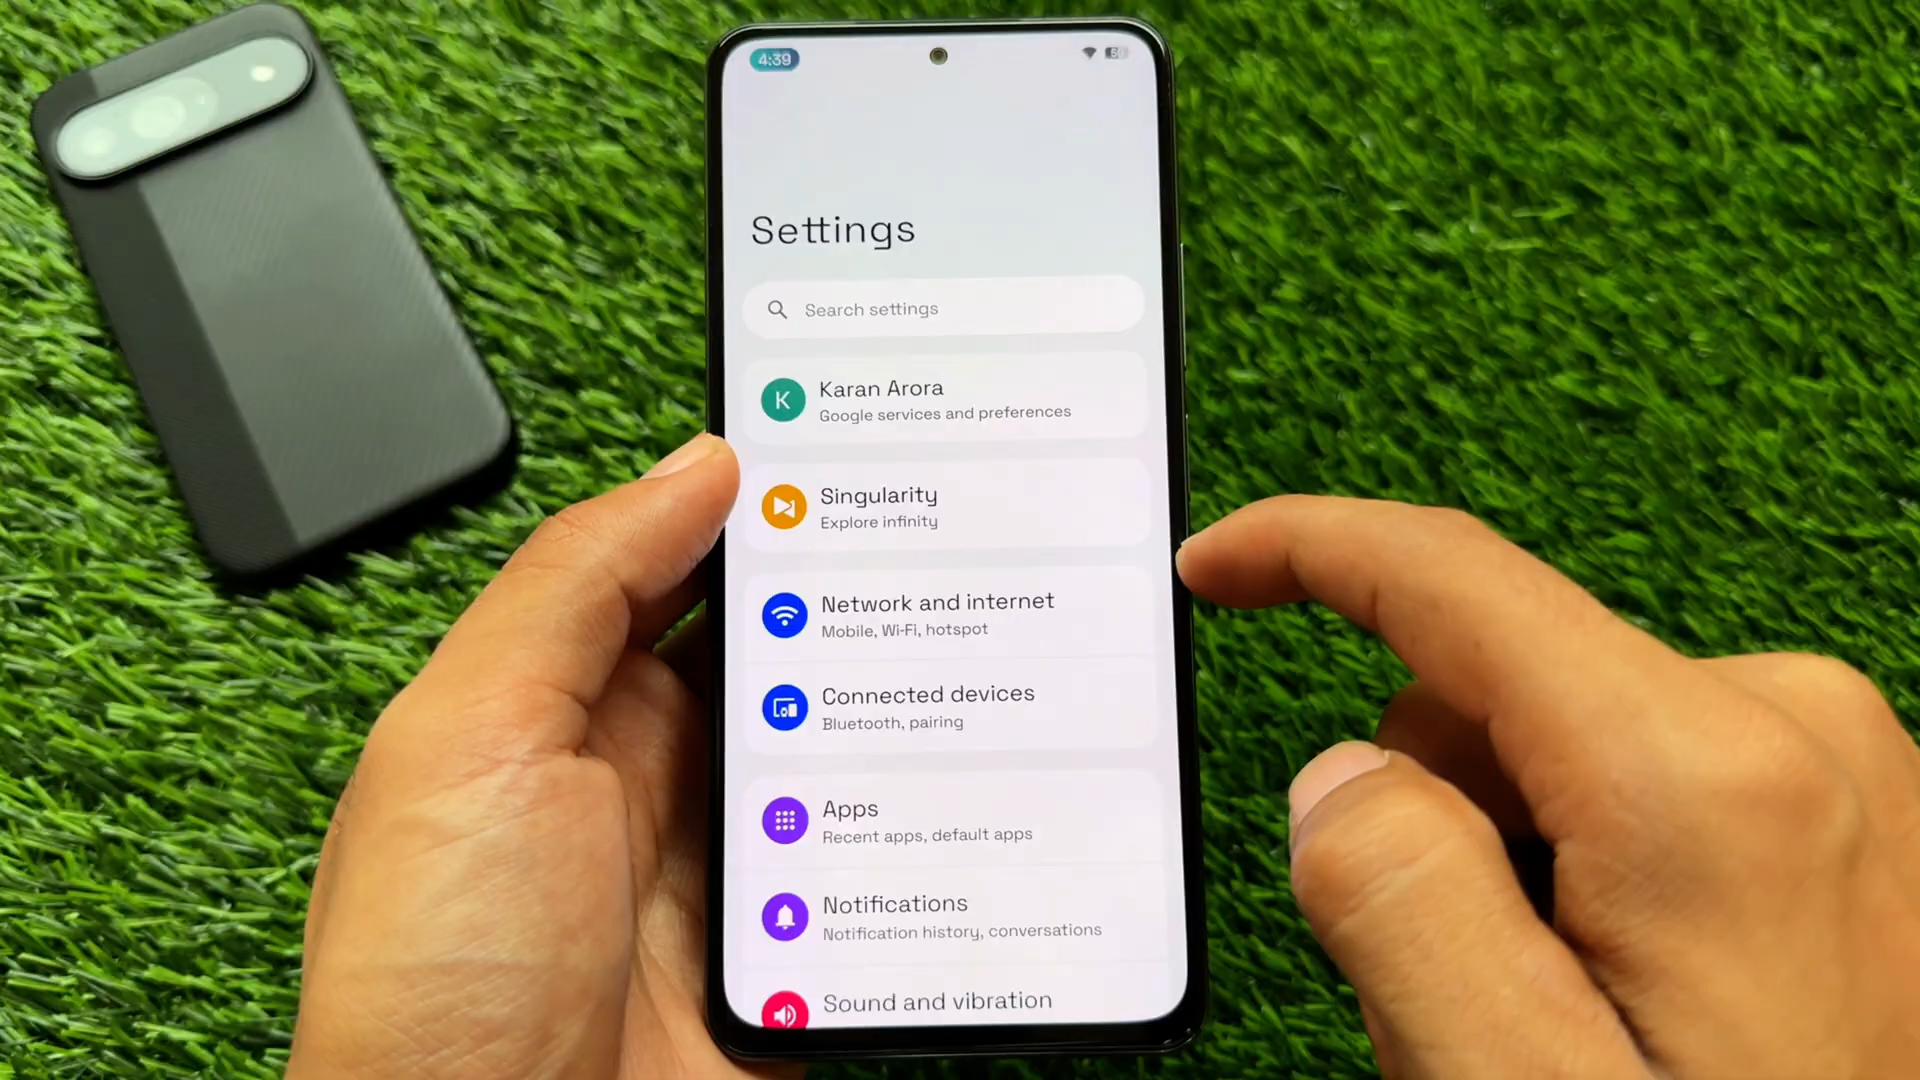 4:39
50
Settings
Search settings
K
Karan Arora
Google services and preferences
Singularity
Explore infinity
Network and internet
Mobile, Wi-Fi, hotspot
Connected devices
Bluetooth, pairing
Apps
Recent apps, default apps
Notifications
Notification history, conversations
Sound and vibration